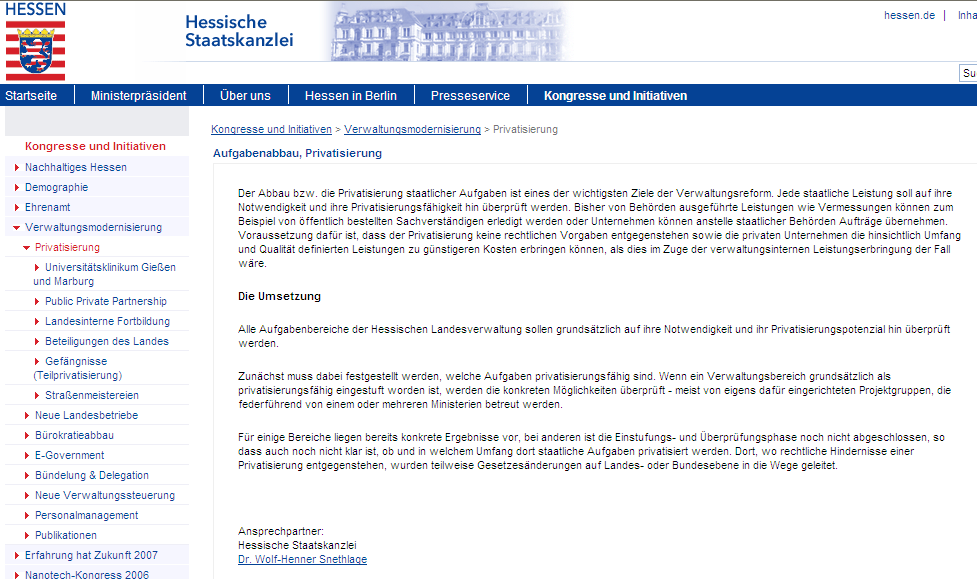 HESSEN
Hessische
Staatskanzlei
hessen.de | Inha
Su
Startseite
Ministerpräsident
Über uns
Hessen in Berlin
Presseservice
Kongresse und Initiativen
Kongresse und Initiativen
Nachhaltiges Hessen
Demographie
Ehrenamt
Verwaltungsmodernisierung
Privatisierung
Universitätsklinikum Gießen
und Marburg
Public Private Partnership
Landesinterne Fortbildung
Beteiligungen des Landes
Gefängnisse
(Teilprivatisierung)
Straßenmeistereien
Neue Landesbetriebe
Bürokratieabbau
E-Government
Bündelung & Delegation
Neue Verwaltungssteuerung
Personalmanagement
Publikationen
Erfahrung hat Zukunft 2007
Nanotech-Kongress 2006
Kongresse und Initiativen > Verwaltungsmodernisierung > Privatisierung
Aufgabenabbau, Privatisierung
Der Abbau bzw. die Privatisierung staatlicher Aufgaben ist eines der wichtigsten Ziele der Verwaltungsreform. Jede staatliche Leistung soll auf ihre
Notwendigkeit und ihre Privatisierungsfähigkeit hin überprüft werden. Bisher von Behörden ausgeführte Leistungen wie Vermessungen können zum
Beispiel von öffentlich bestellten Sachverständigen erledigt werden oder Unternehmen können anstelle staatlicher Behörden Aufträge übernehmen.
Voraussetzung dafür ist, dass der Privatisierung keine rechtlichen Vorgaben entgegenstehen sowie die privaten Unternehmen die hinsichtlich Umfang
und Qualität definierten Leistungen zu günstigeren Kosten erbringen können, als dies im Zuge der verwaltungsinternen Leistungserbringung der Fall
wäre.
Die Umsetzung
Alle Aufgabenbereiche der Hessischen Landesverwaltung sollen grundsätzlich auf ihre Notwendigkeit und ihr Privatisierungspotenzial hin überprüft
werden.
Zunächst muss dabei festgestellt werden, welche Aufgaben privatisierungsfähig sind. Wenn ein Verwaltungsbereich grundsätzlich als
privatisierungsfähig eingestuft worden ist, werden die konkreten Möglichkeiten überprüft - meist von eigens dafür eingerichteten Projektgruppen, die
federführend von einem oder mehreren Ministerien betreut werden.
Für einige Bereiche liegen bereits konkrete Ergebnisse vor, bei anderen ist die Einstufungs- und Überprüfungsphase noch nicht abgeschlossen, so
dass auch noch nicht klar ist, ob und in welchem Umfang dort staatliche Aufgaben privatisiert werden. Dort, wo rechtliche Hindernisse einer
Privatisierung entgegenstehen, wurden teilweise Gesetzesänderungen auf Landes- oder Bundesebene in die Wege geleitet.
Ansprechpartner:
Hessische Staatskanzlei
Dr. Wolf-Henner Snethlage